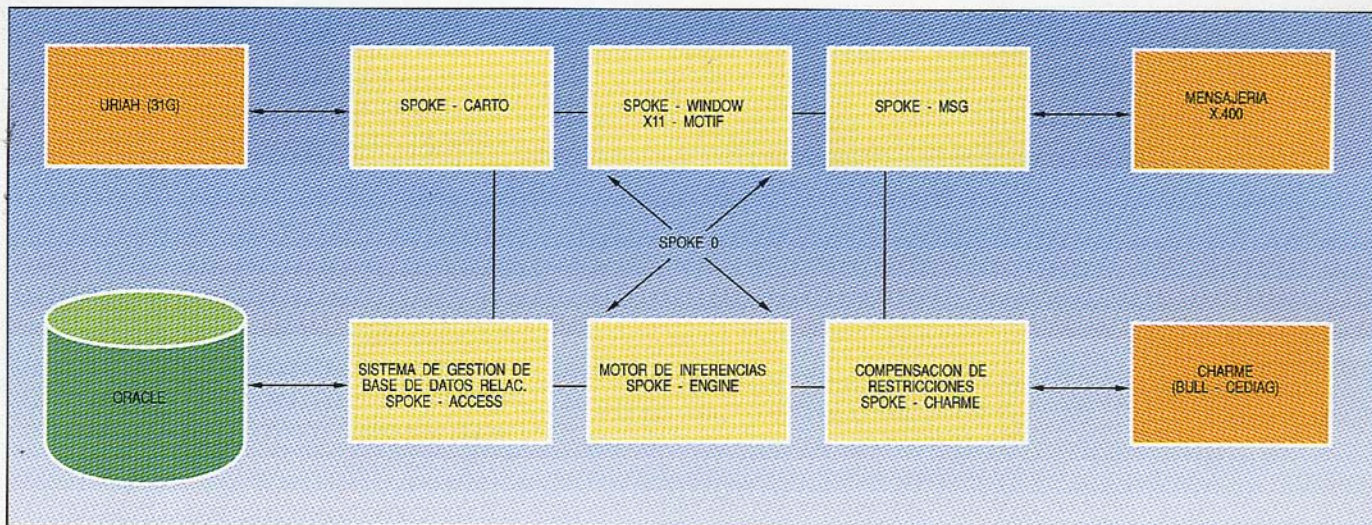 URIAH (31G)
SPOKE - CARTO
SPOKE - WINDOW
X11 - MOTIF
SPOKE - MSG
MENSAJERIA
X.400
SPOKE 0
ORACLE
SISTEMA DE GESTION DE
BASE DE DATOS RELAC.
SPOKE - ACCESS
MOTOR DE INFERENCIAS
SPOKE - ENGINE
COMPENSACION DE
RESTRICCIONES
SPOKE - CHARME
CHARME
(BULL - CEDIAG)